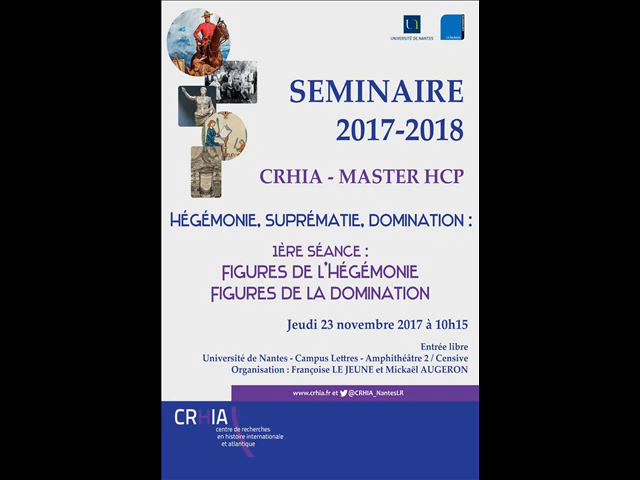 UNIVERSITÉ DE NANTES
SEMINAIRE
2017-2018
CRHIA - MASTER HCP
HÉGÉMONIE, SUPRÉMATIE, DOMINATION :
1ÈRE SÉANCE :
FIGURES DE L'HÉGÉMONIE
FIGURES DE LA DOMINATION
Jeudi 23 novembre 2017 à 10h15
Entrée libre
Université de Nantes - Campus Lettres - Amphithéâtre 2 / Censive
Organisation : Françoise LE JEUNE et Mickaël AUGERON
www.crhia.fr et @CRHIA_NantesLR
CRHIA
centre de recherches
en histoire internationale
et atlantique